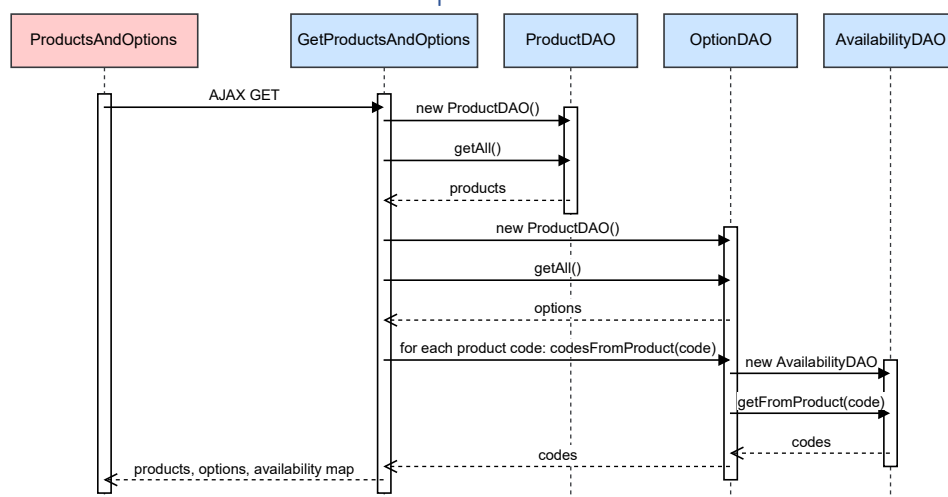 ProductsAndOptions
GetProductsAndOptions
ProductDAO
OptionDAO
AvailabilityDAO
AJAX GET
new ProductDAO()
getAll()
products
new ProductDAO()
getAll()
options
for each product code: codesFromProduct(code)
new AvailabilityDAO
getFromProduct(code)
codes
codes
products, options, availability map